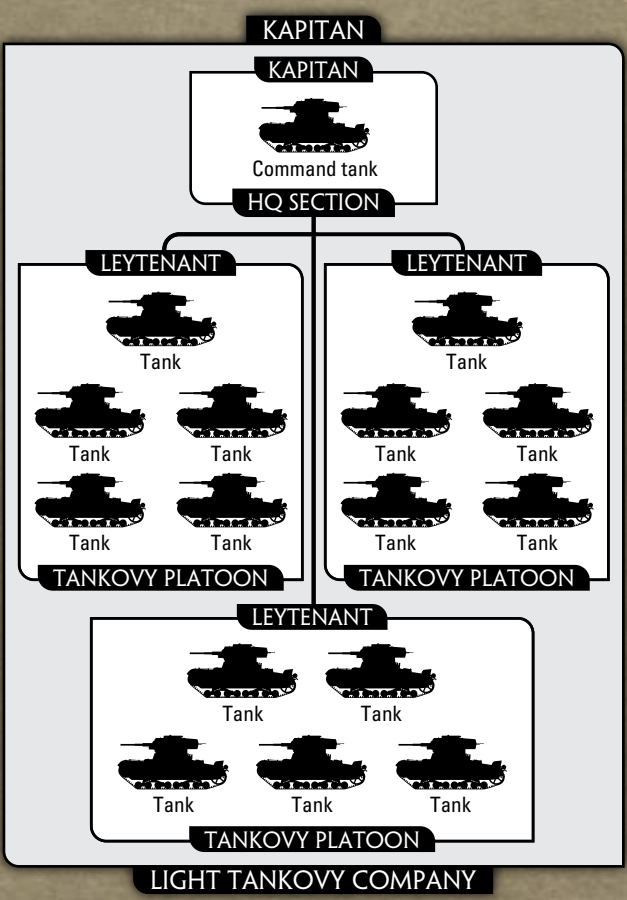 KAPITAN
KAPITAN
Command tank
HQ SECTION
LEYTENANT
Tank
Tank Tank
Tank Tank
TANKOVY PLATOON
LEYTENANT
Tank
Tank Tank
Tank Tank
TANKOVY PLATOON
LEYTENANT
Tank Tank
Tank Tank Tank
TANKOVY PLATOON
LIGHT TANKOVY COMPANY